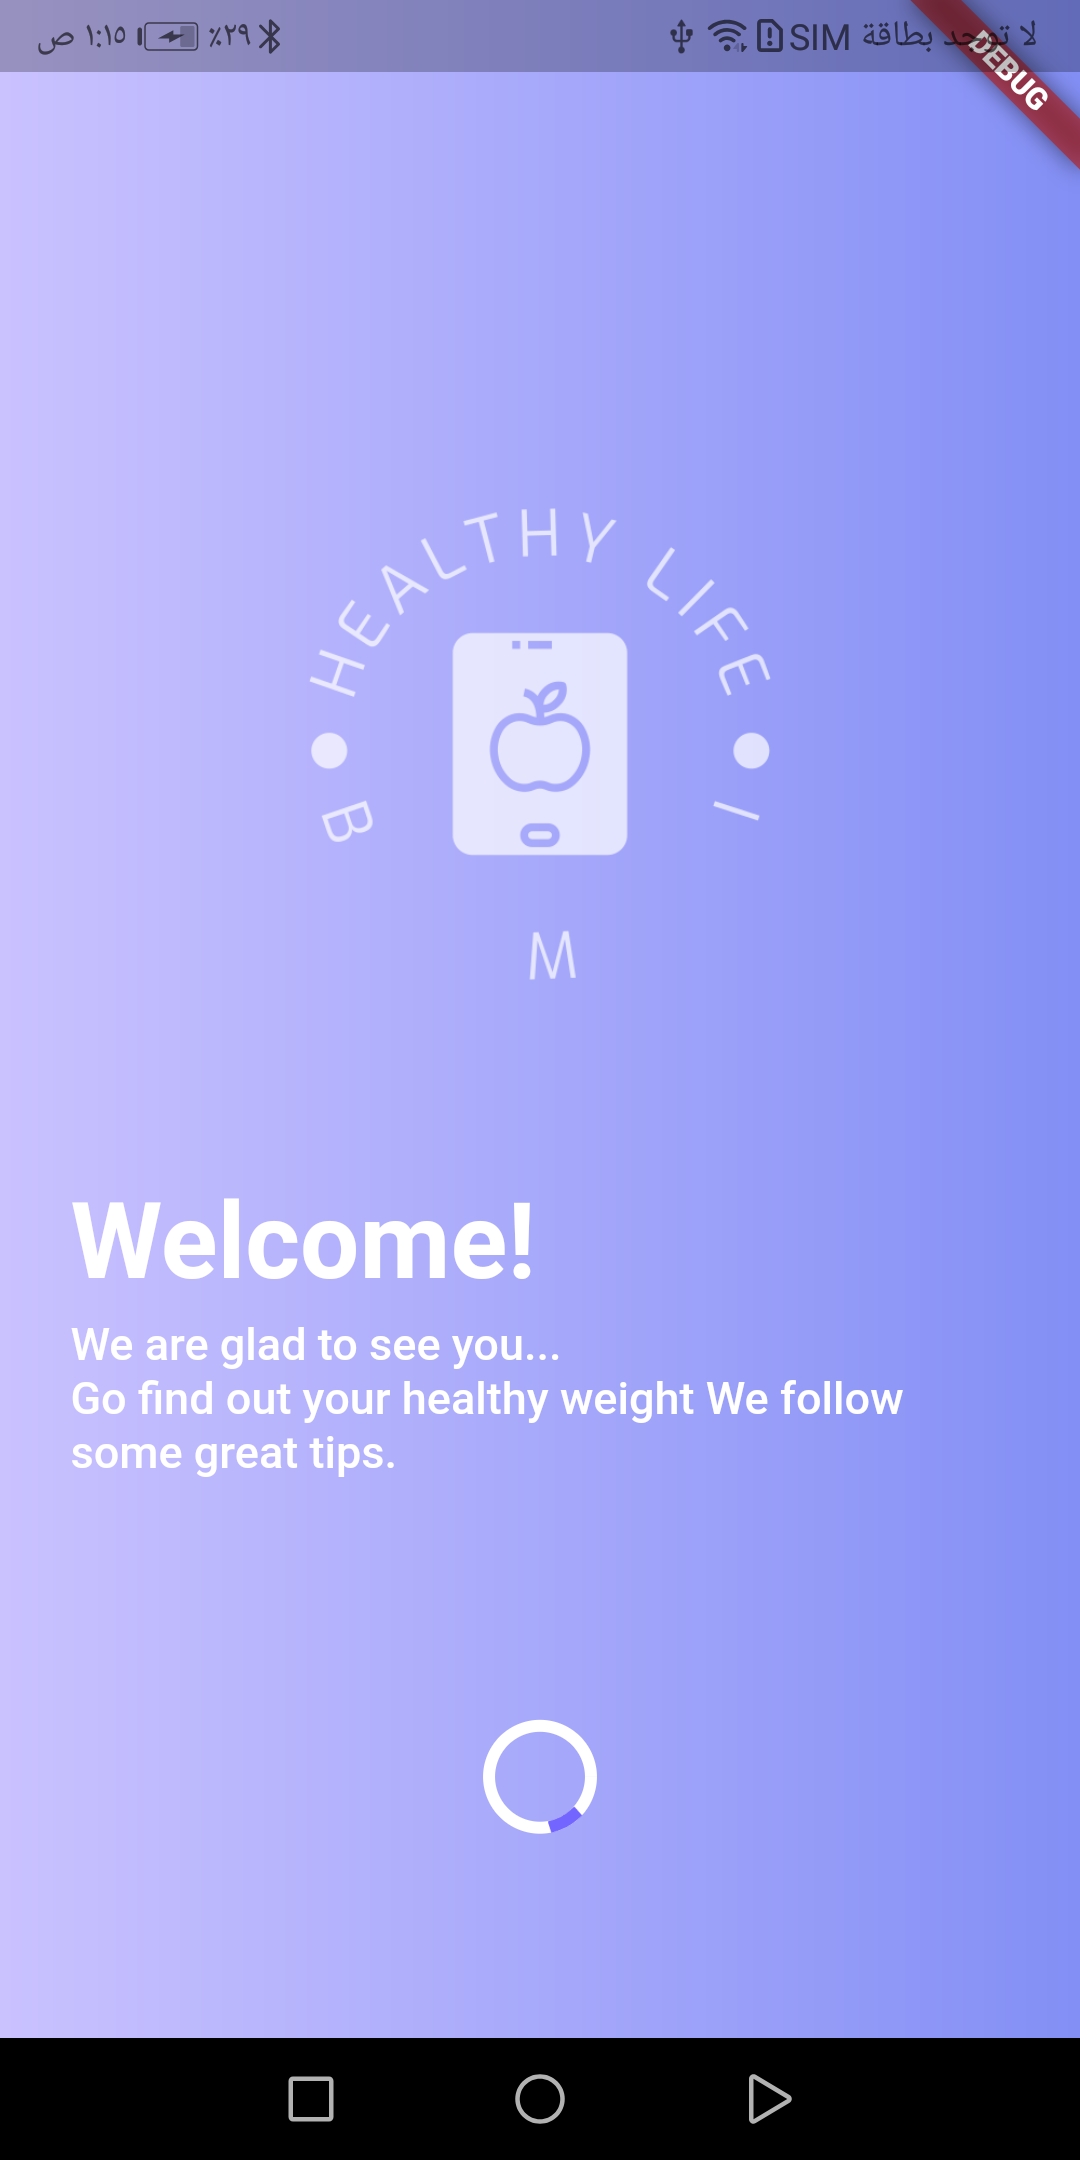 ص ١:١٥ ٪٢٩ لا توجد بطاقة SIM
DEBUG
HEALTHY LIFE
B M I
Welcome!
We are glad to see you...
Go find out your healthy weight We follow
some great tips.